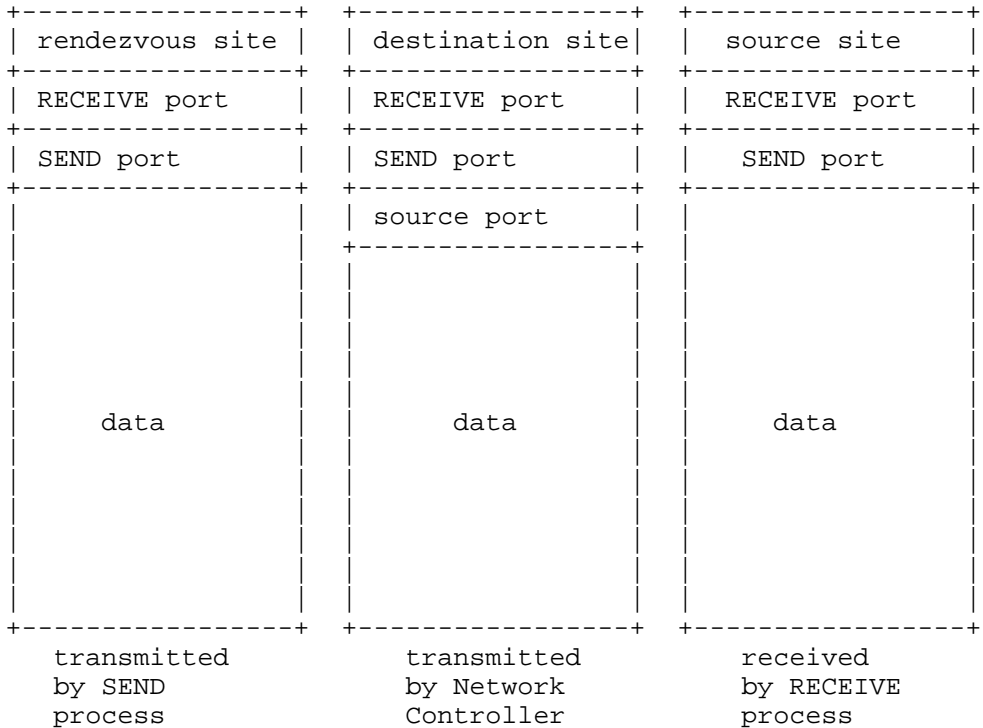 rendezvous site destination site source site
RECEIVE port RECEIVE port RECEIVE port
SEND port SEND port SEND port
source port
data data data
transmitted transmitted received
by SEND by Network by RECEIVE
process Controller process